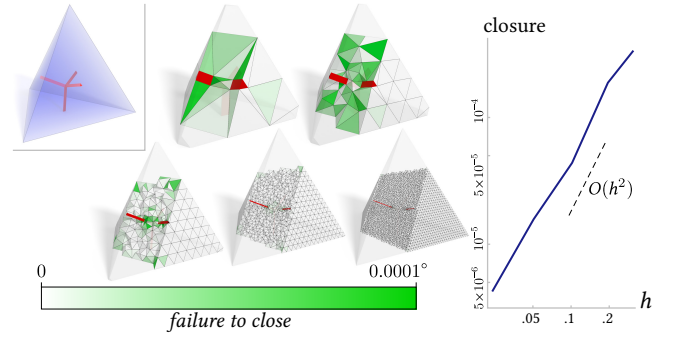 closure
10⁻⁴
5×10⁻⁵
10⁻⁵
5×10⁻⁶
O(h²)
.05 .1 .2 h
0 0.0001°
failure to close